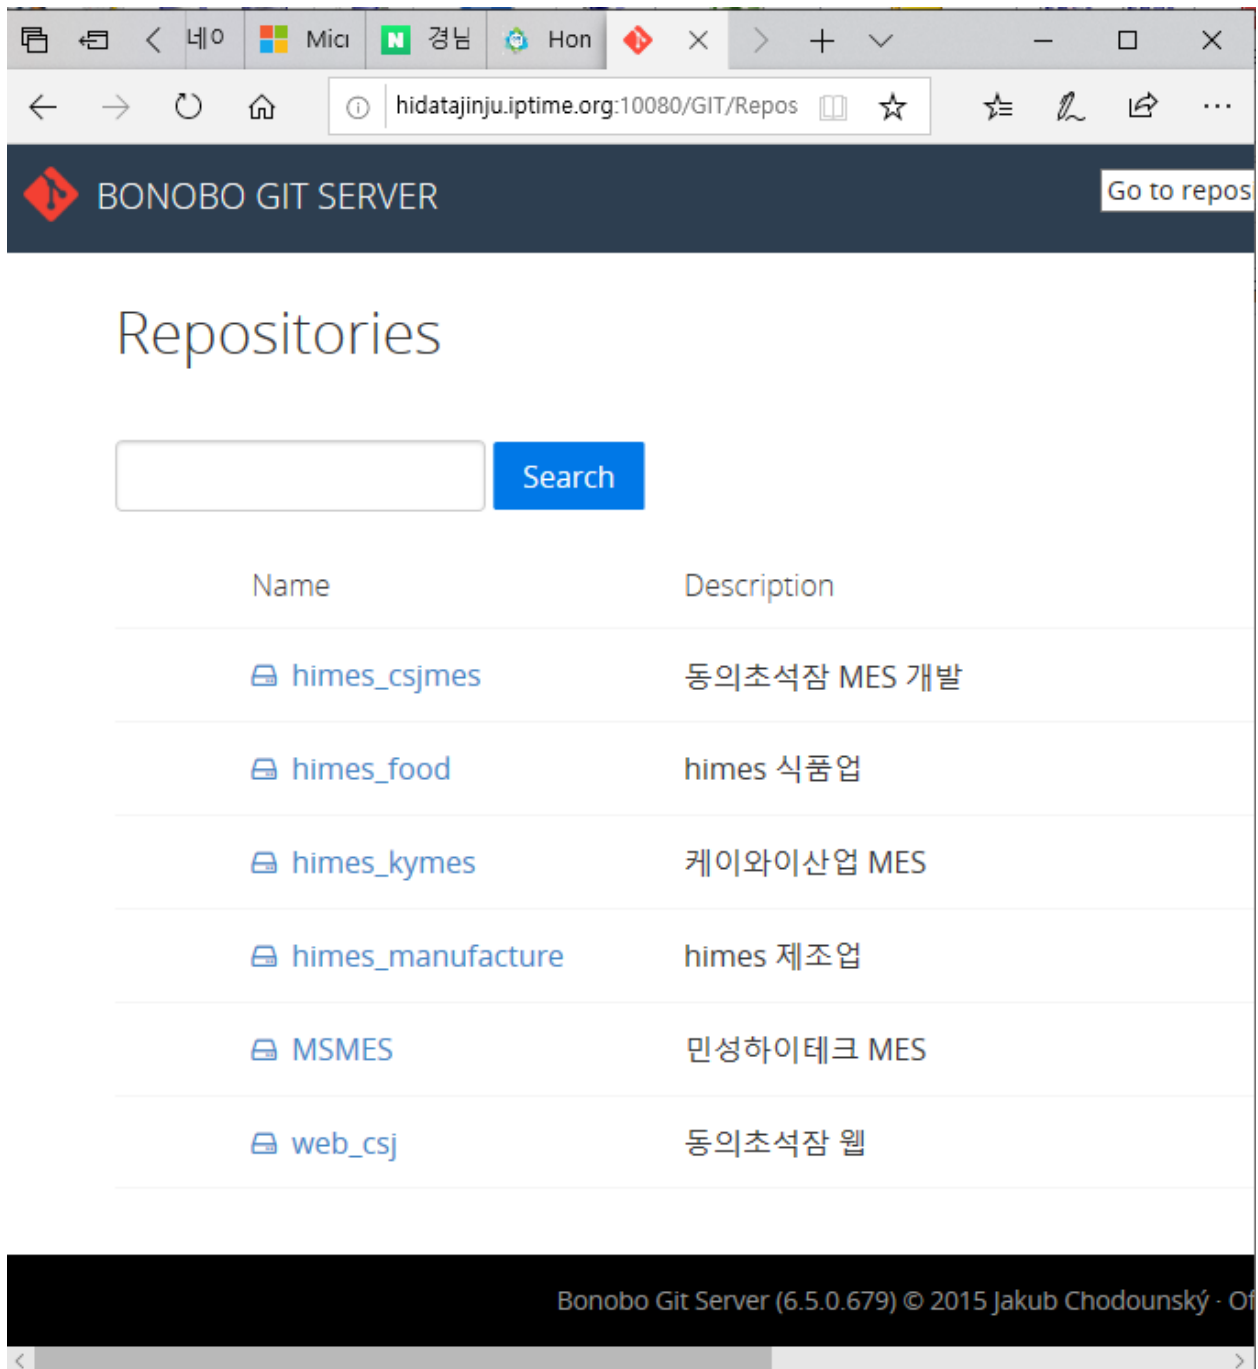 네이
Mici
경남
Hon
hidatajinju.iptime.org:10080/GIT/Repos
BONOBO GIT SERVER
Go to repos
Repositories
Search
Name Description
himes_csjmes 동의초석잠 MES 개발
himes_food himes 식품업
himes_kymes 케이와이산업 MES
himes_manufacture himes 제조업
MSMES 민성하이테크 MES
web_csj 동의초석잠 웹
Bonobo Git Server (6.5.0.679) © 2015 Jakub Chodounský · Of